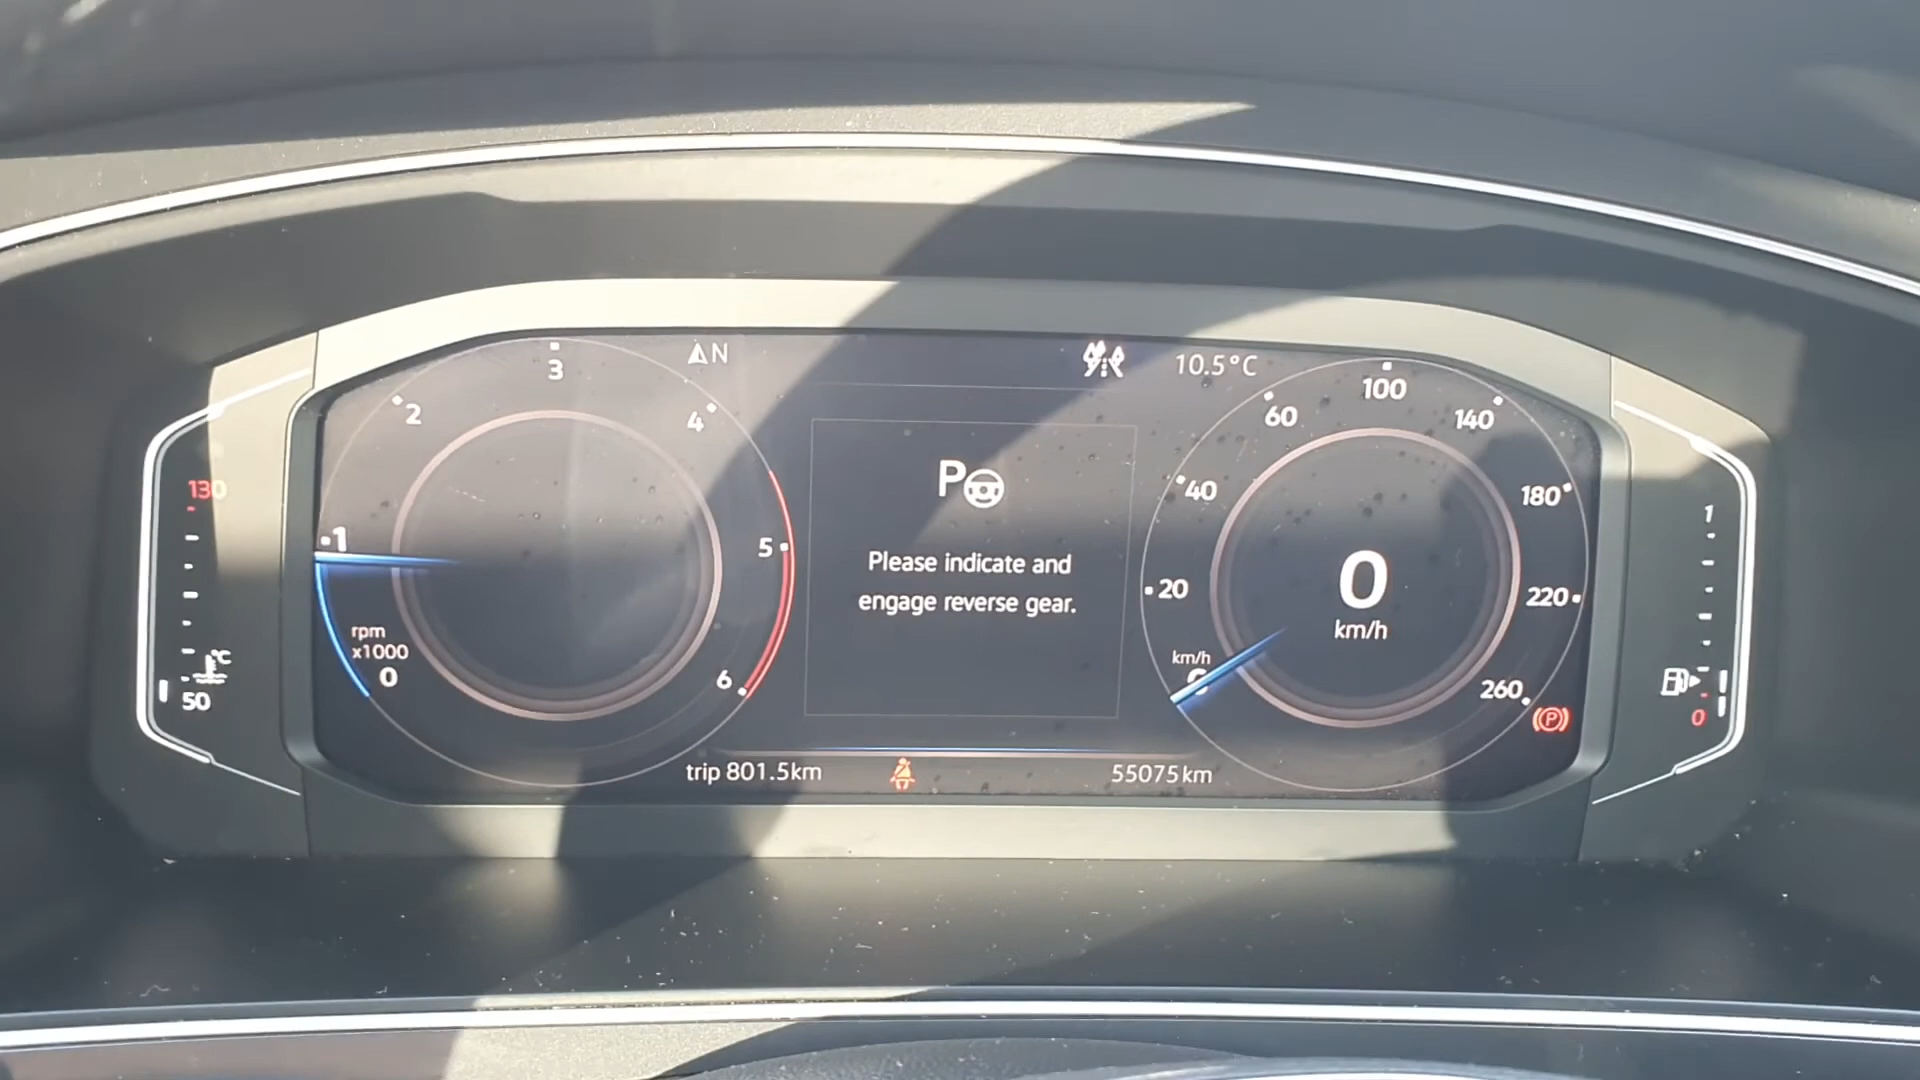 N
10.5°C
3
2
4
1
5
6
rpm
x1000
0
P
Please indicate and
engage reverse gear.
100
60
140
40
180
20
220
260
km/h
0
km/h
130
°C
50
1
0
P
trip 801.5km
55075km